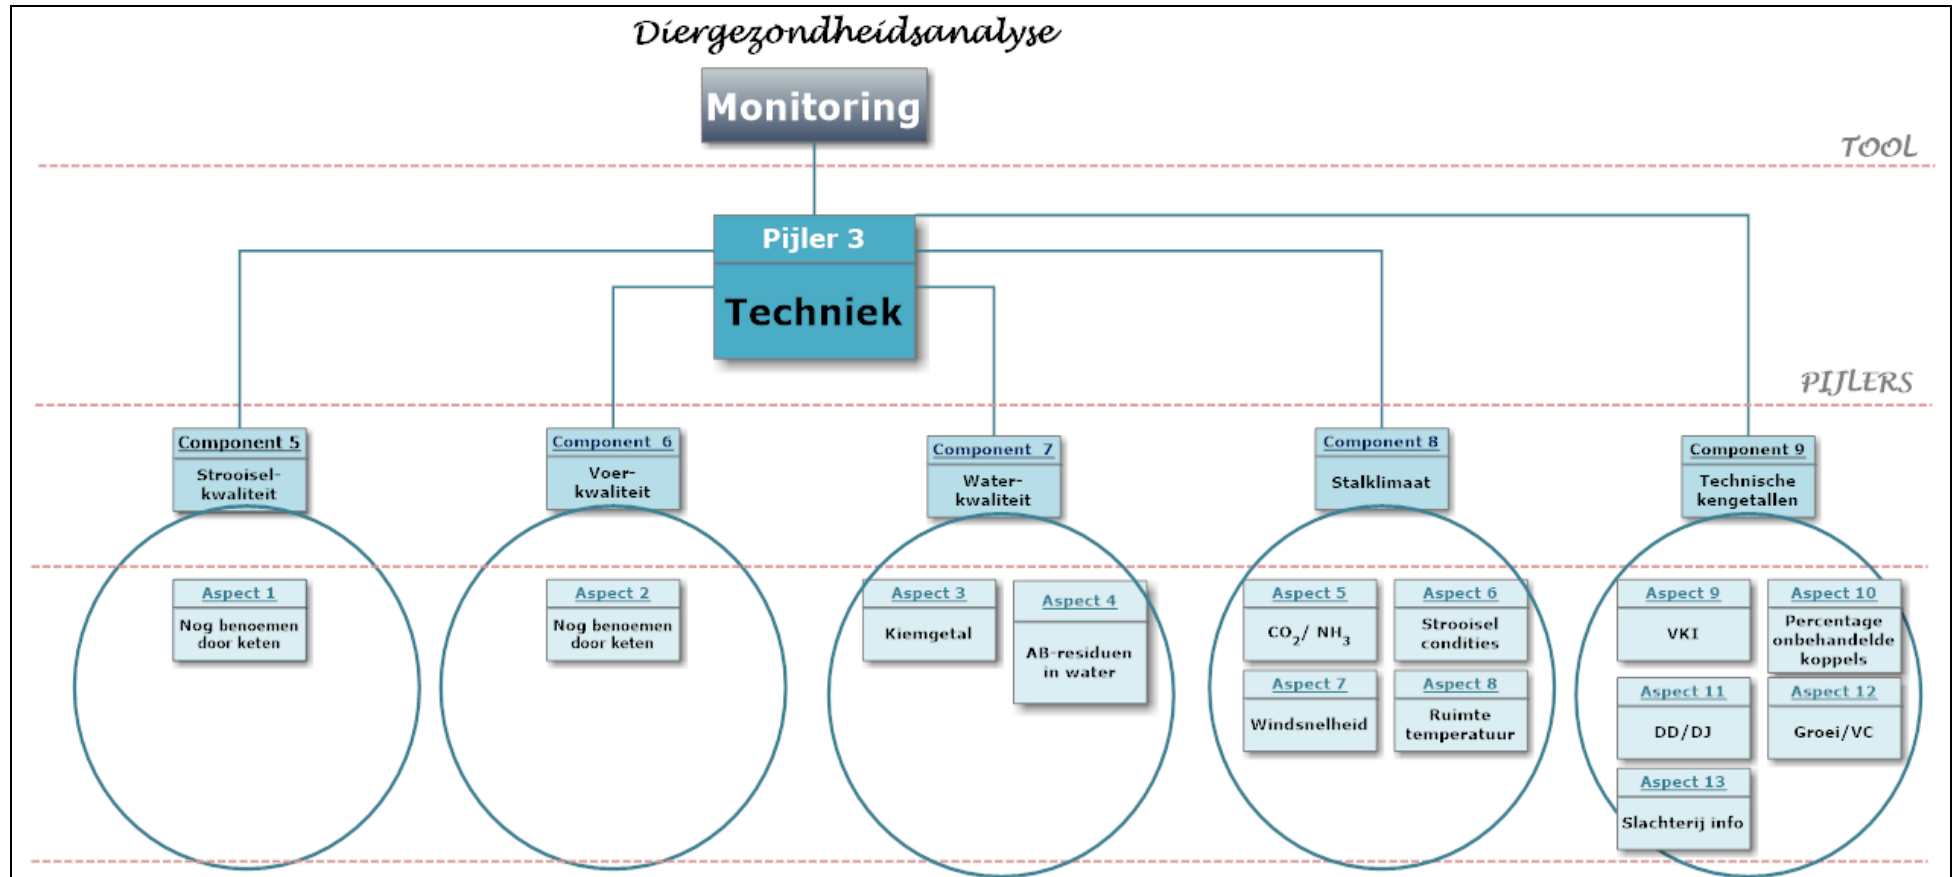 Diergezondheidsanalyse
Monitoring
TOOL
Pijler 3
Techniek
PIJLERS
Component 5
Strooisel-
kwaliteit
Component 6
Voer-
kwaliteit
Component 7
Water-
kwaliteit
Component 8
Stalklimaat
Component 9
Technische
kengetallen
Aspect 1
Nog benoemen
door keten
Aspect 2
Nog benoemen
door keten
Aspect 3
Kiemgetal
Aspect 4
AB-residuen
in water
Aspect 5
CO₂/ NH₃
Aspect 6
Strooisel
condities
Aspect 7
Windsnelheid
Aspect 8
Ruimte
temperatuur
Aspect 9
VKI
Aspect 10
Percentage
onbehandelde
koppels
Aspect 11
DD/DJ
Aspect 12
Groei/VC
Aspect 13
Slachterij info